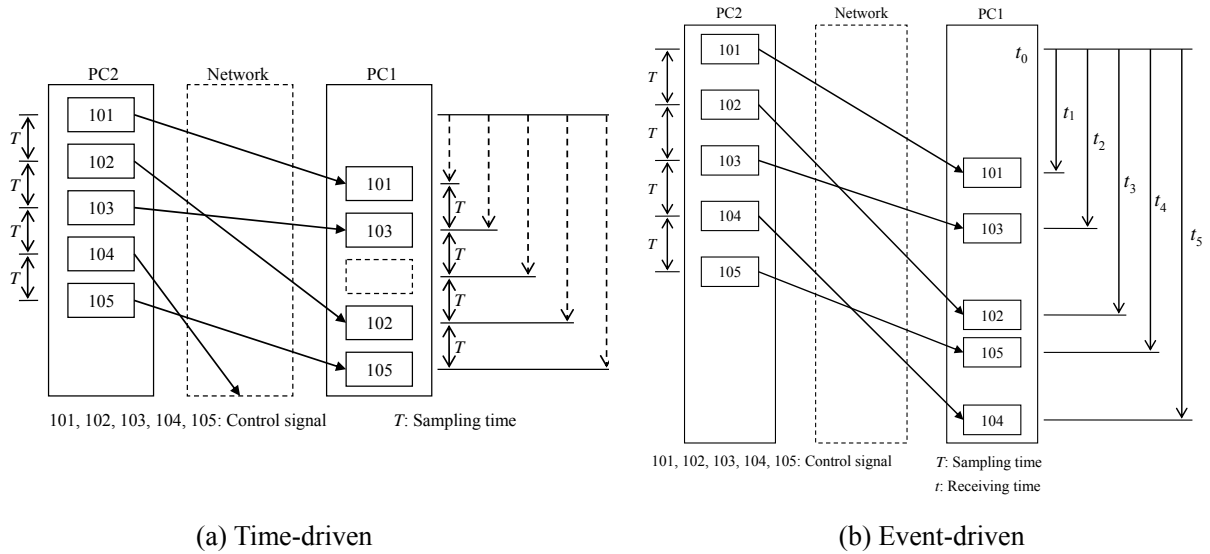 PC2
Network
PC1
T
T
T
T
101
102
103
104
105
101
103
102
105
T
T
T
T
101, 102, 103, 104, 105: Control signal
T: Sampling time
(a) Time-driven
PC2
Network
PC1
T
T
T
T
101
102
103
104
105
101
103
102
105
104
t0
t1
t2
t3
t4
t5
101, 102, 103, 104, 105: Control signal
T: Sampling time
t: Receiving time
(b) Event-driven